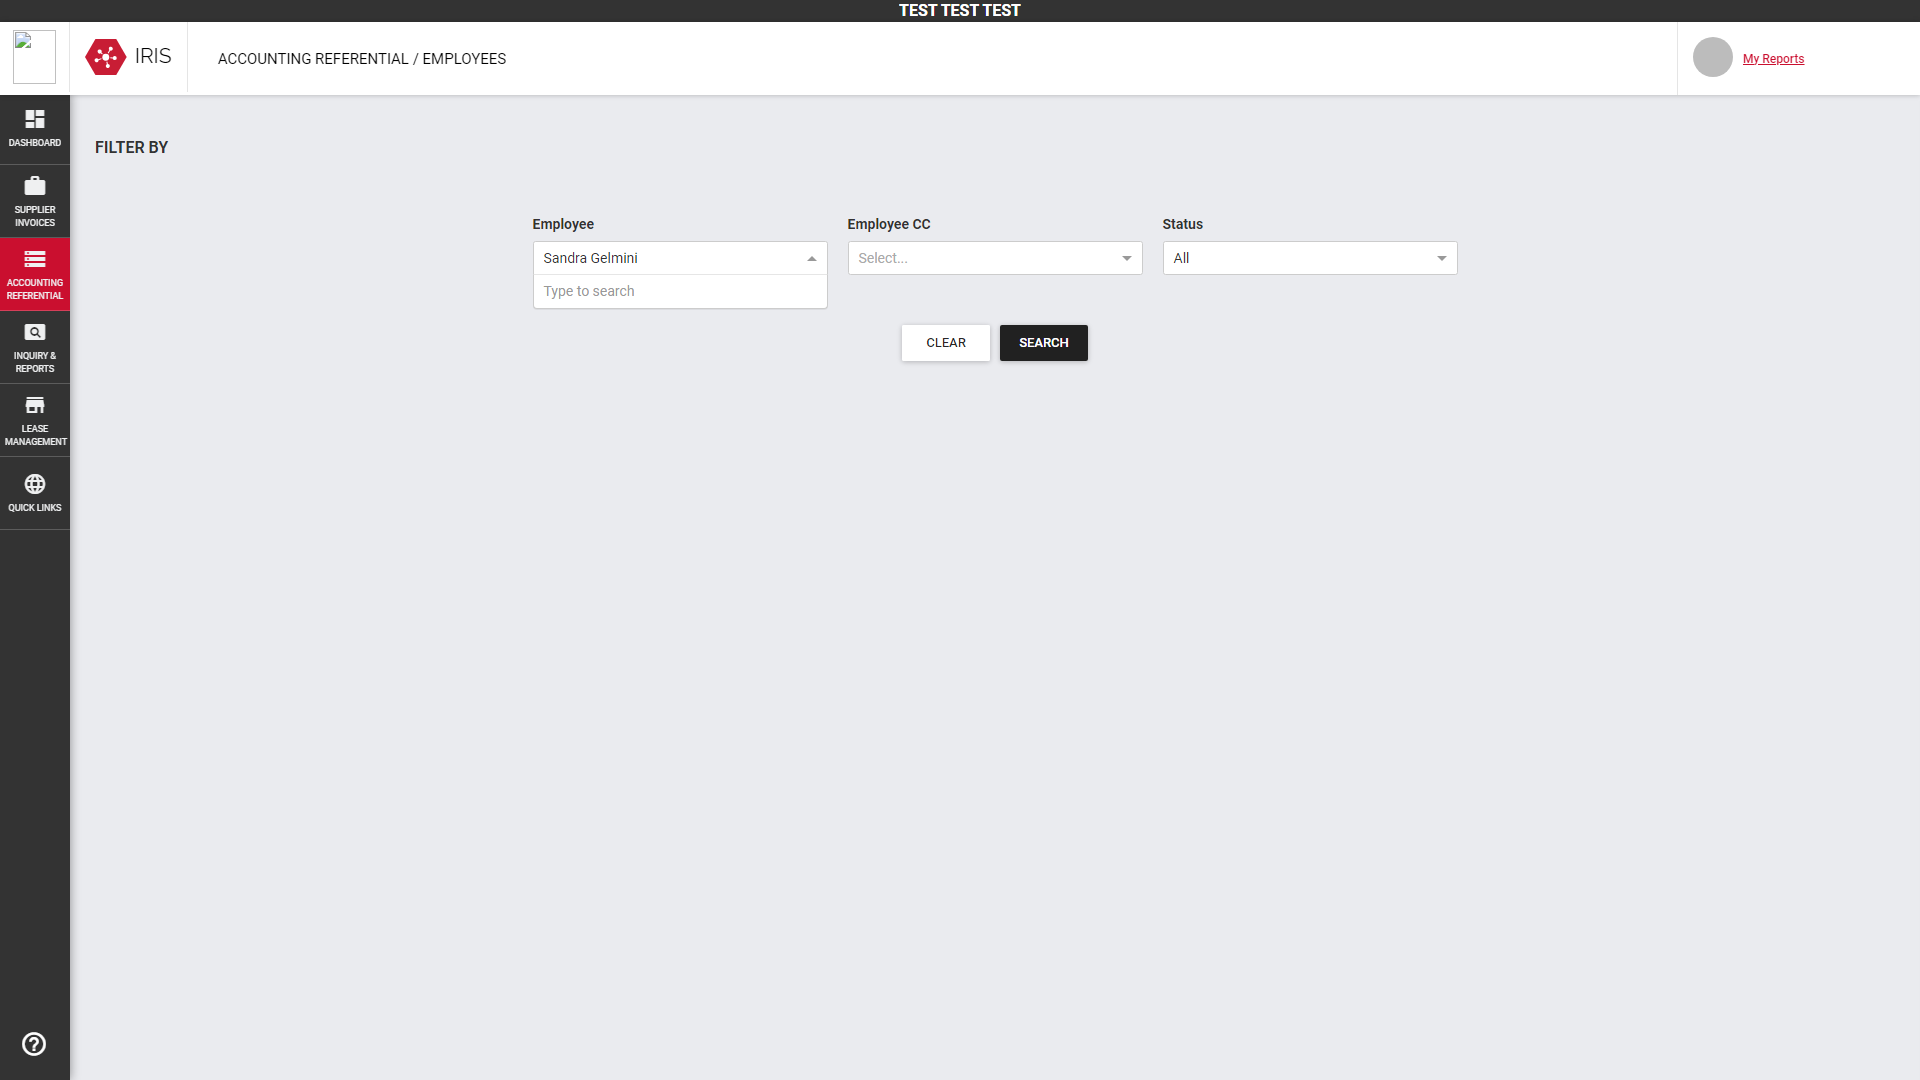 TEST TEST TEST
IRIS
ACCOUNTING REFERENTIAL / EMPLOYEES
My Reports
DASHBOARD
SUPPLIER
INVOICES
ACCOUNTING
REFERENTIAL
INQUIRY &
REPORTS
LEASE
MANAGEMENT
QUICK LINKS
FILTER BY
Employee
Employee CC
Status
Sandra Gelmini
Select...
All
Type to search
CLEAR
SEARCH